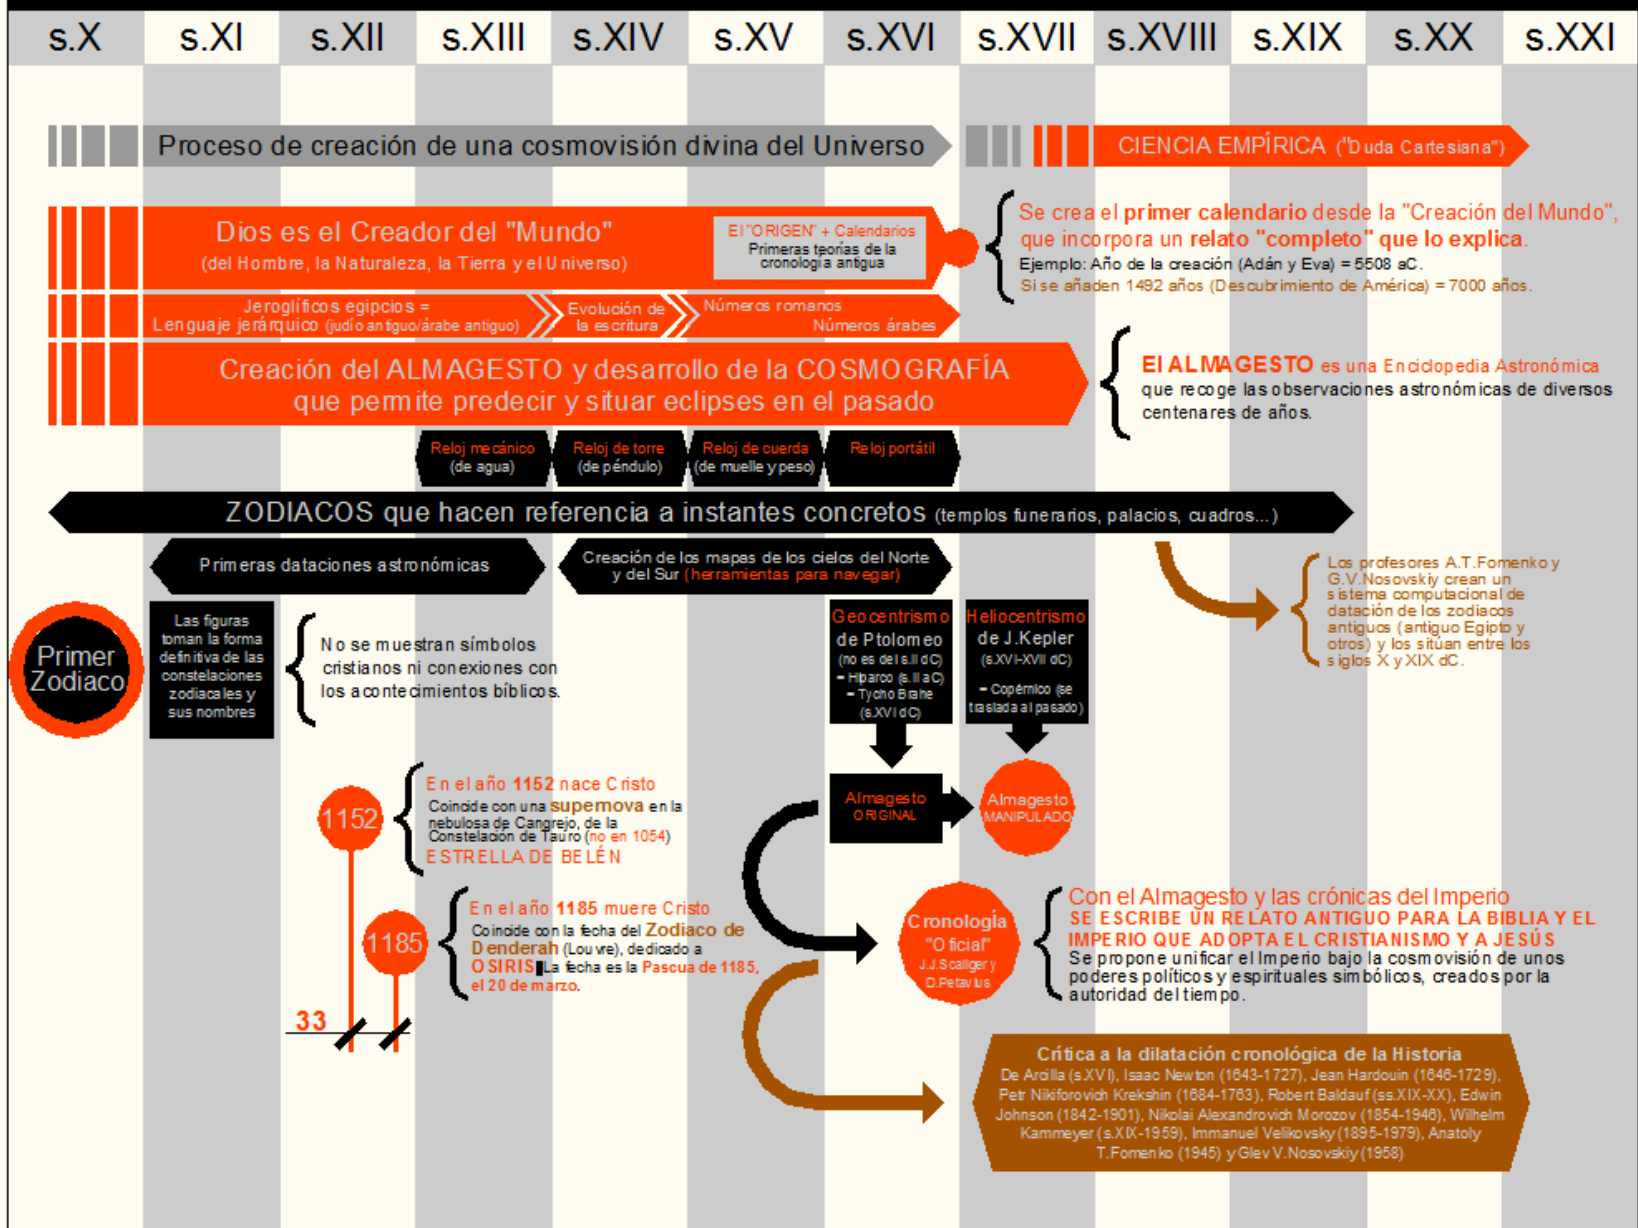 s.X s.XI s.XII s.XIII s.XIV s.XV s.XVI s.XVII s.XVIII s.XIX s.XX s.XXI
Proceso de creación de una cosmovisión divina del Universo
CIENCIA EMPÍRICA ("Duda Cartesiana")
Dios es el Creador del "Mundo"
(del Hombre, la Naturaleza, la Tierra y el Universo)
El "ORIGEN" + Calendarios
Primeras teorías de la
cronología antigua
Se crea el primer calendario desde la "Creación del Mundo",
que incorpora un relato "completo" que lo explica.
Ejemplo: Año de la creación (Adán y Eva) = 5508 aC.
Si se añaden 1492 años (Descubrimiento de América) = 7000 años.
Jeroglíficos egipcios =
Lenguaje jerárquico (judío antiguo/árabe antiguo)
Evolución de
la escritura
Números romanos
Números árabes
Creación del ALMAGESTO y desarrollo de la COSMOGRAFÍA
que permite predecir y situar eclipses en el pasado
El ALMAGESTO es una Enciclopedia Astronómica
que recoge las observaciones astronómicas de diversos
centenares de años.
Reloj mecánico
(de agua)
Reloj de torre
(de péndulo)
Reloj de cuerda
(de muelle y peso)
Reloj portátil
ZODIACOS que hacen referencia a instantes concretos (templos funerarios, palacios, cuadros...)
Primeras dataciones astronómicas
Creación de los mapas de los cielos del Norte
y del Sur (herramientas para navegar)
Los profesores A.T.Fomenko y
G.V.Nosovskiy crean un
sistema computacional de
datación de los zodiacos
antiguos (antiguo Egipto y
otros) y los sitúan entre los
siglos X y XIX dC.
Primer
Zodiaco
Las figuras
toman la forma
definitiva de las
constelaciones
zodiacales y
sus nombres
No se muestran símbolos
cristianos ni conexiones con
los acontecimientos bíblicos.
Geocentrismo
de Ptolomeo
(no es del s.II dC)
= Hiparco (s.II aC)
= Tycho Brahe
(s.XVI dC)
Heliocentrismo
de J.Kepler
(s.XVI-XVII dC)
= Copérnico (se
traslada al pasado)
1152
En el año 1152 nace Cristo
Coincide con una supernova en la
nebulosa de Cangrejo, de la
Constelación de Tauro (no en 1054)
ESTRELLA DE BELÉN
Almagesto
ORIGINAL
Almagesto
MANIPULADO
1185
En el año 1185 muere Cristo
Coincide con la fecha del Zodiaco de
Denderah (Louvre), dedicado a
OSIRIS. La fecha es la Pascua de 1185,
el 20 de marzo.
33
Cronología
"Oficial"
J.J.Scaliger y
D.Petavius
Con el Almagesto y las crónicas del Imperio
SE ESCRIBE UN RELATO ANTIGUO PARA LA BIBLIA Y EL
IMPERIO QUE ADOPTA EL CRISTIANISMO Y A JESÚS
Se propone unificar el Imperio bajo la cosmovisión de unos
poderes políticos y espirituales simbólicos, creados por la
autoridad del tiempo.
Crítica a la dilatación cronológica de la Historia
De Arcilla (s.XVI), Isaac Newton (1643-1727), Jean Hardouin (1646-1729),
Petr Nikiforovich Krekshin (1684-1763), Robert Baldauf (ss.XIX-XX), Edwin
Johnson (1842-1901), Nikolai Alexandrovich Morozov (1854-1946), Wilhelm
Kammeyer (s.XIX-1959), Immanuel Velikovsky (1895-1979), Anatoly
T.Fomenko (1945) y Glev V.Nosovskiy (1958)